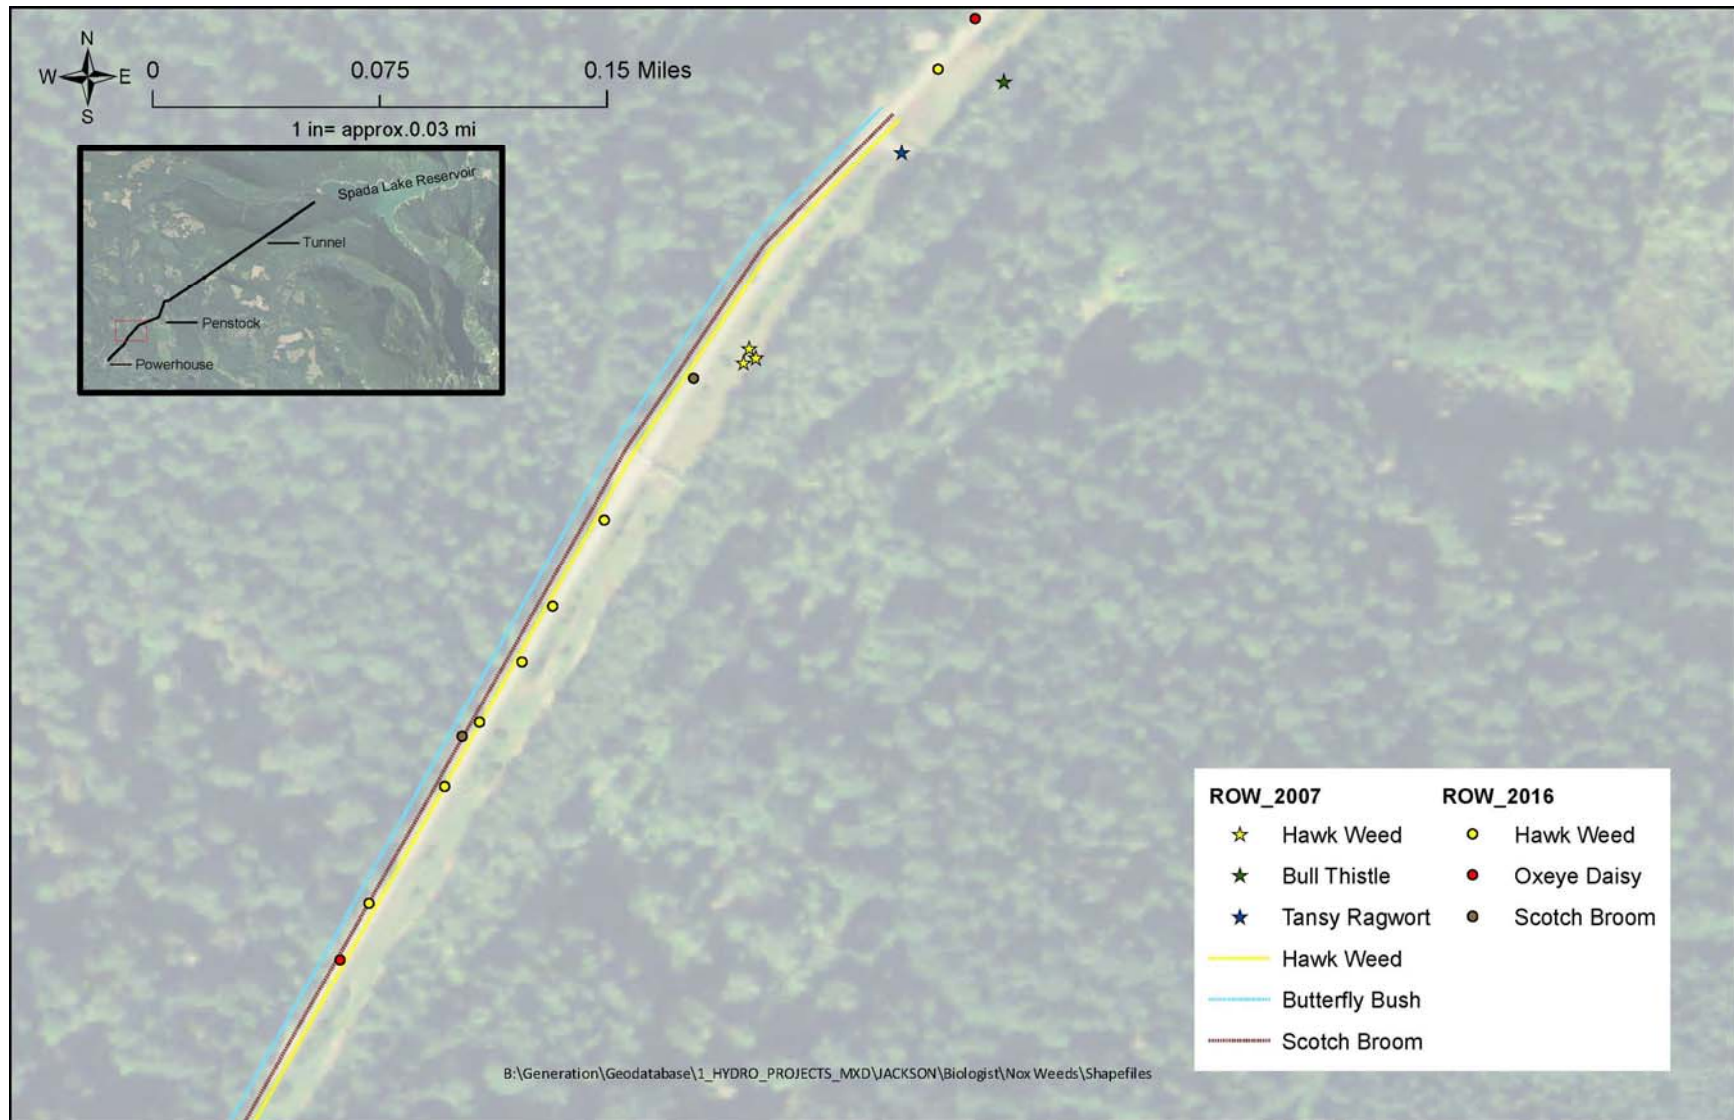 N
W E
S
0 0.075 0.15 Miles
1 in= approx.0.03 mi
Spada Lake Reservoir
Tunnel
Penstock
Powerhouse
ROW_2007 ROW_2016
Hawk Weed Hawk Weed
Bull Thistle Oxeye Daisy
Tansy Ragwort Scotch Broom
Hawk Weed
Butterfly Bush
Scotch Broom
B:\Generation\Geodatabase\1_HYDRO_PROJECTS_MXD\JACKSON\Biologist\Nox Weeds\Shapefiles